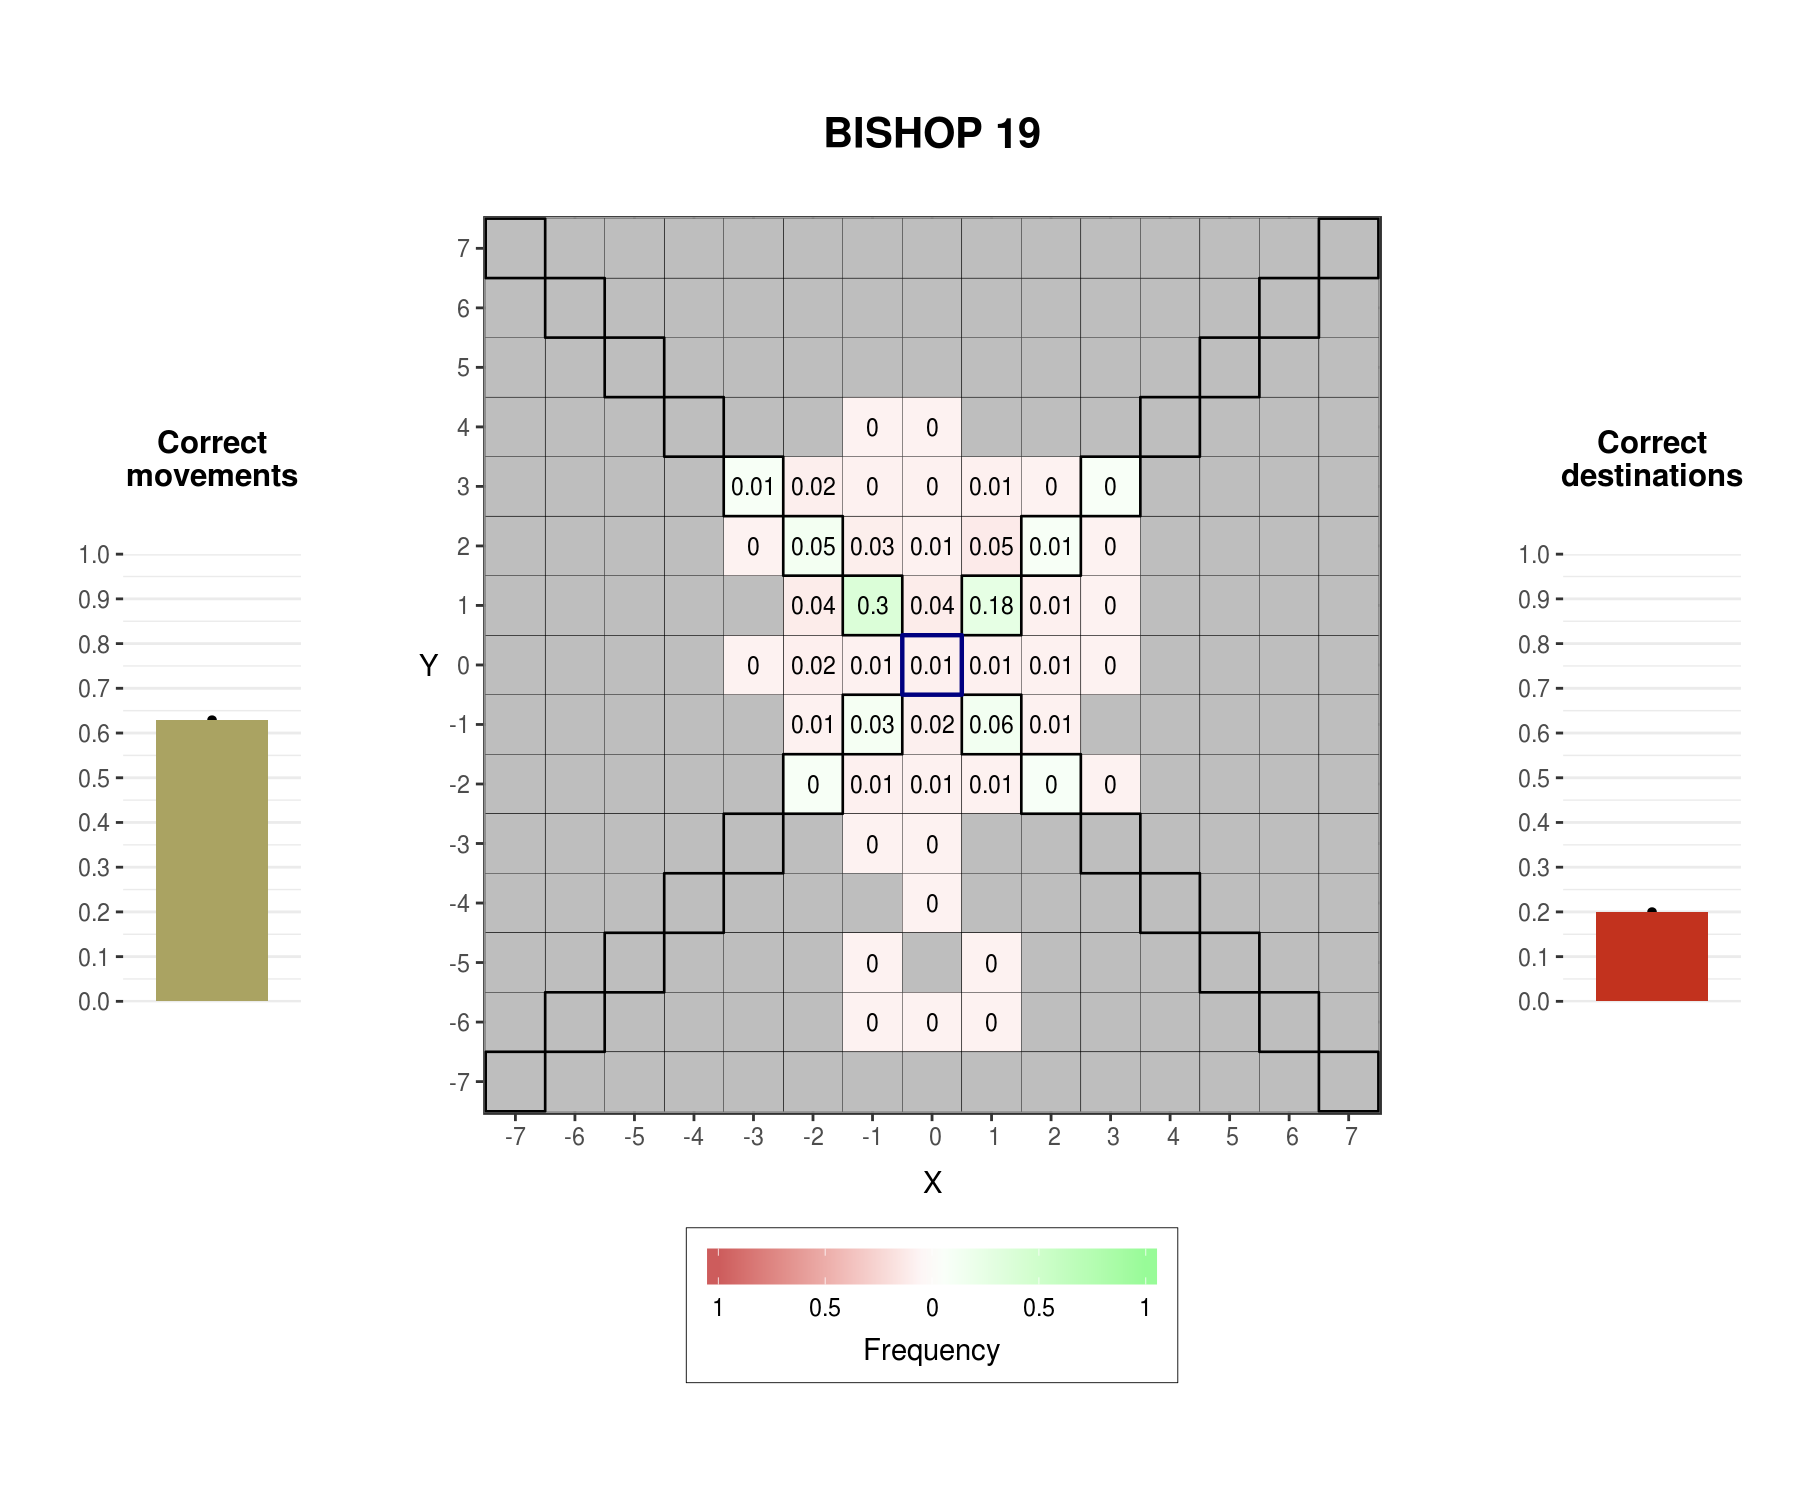 BISHOP 19
Correct
movements
1.0
0.9
0.8
0.7
0.6
0.5
0.4
0.3
0.2
0.1
0.0
Y
7
6
5
4 0 0
3 0.01 0.02 0 0 0.01 0 0
2 0 0.05 0.03 0.01 0.05 0.01 0
1 0.04 0.3 0.04 0.18 0.01 0
0 0 0.02 0.01 0.01 0.01 0.01 0
-1 0.01 0.03 0.02 0.06 0.01
-2 0 0.01 0.01 0.01 0 0
-3 0 0
-4 0
-5 0 0
-6 0 0 0
-7
-7 -6 -5 -4 -3 -2 -1 0 1 2 3 4 5 6 7
X
1 0.5 0 0.5 1
Frequency
Correct
destinations
1.0
0.9
0.8
0.7
0.6
0.5
0.4
0.3
0.2
0.1
0.0